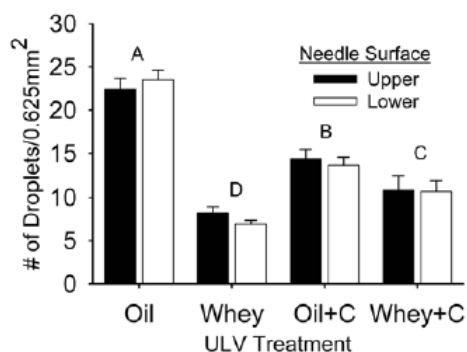 # of Droplets/0.625mm²
30
25
20
15
10
5
0
A
D
B
C
Needle Surface
Upper
Lower
Oil
Whey
Oil+C
Whey+C
ULV Treatment